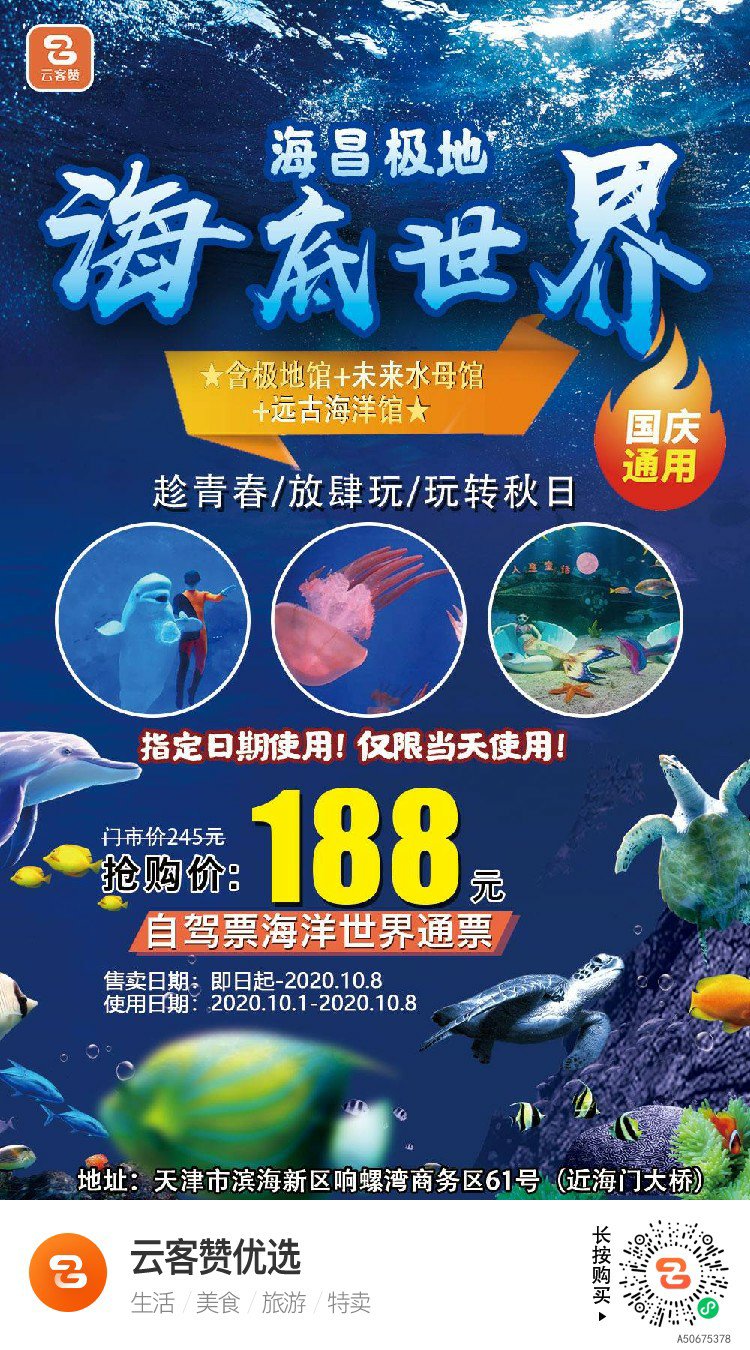 云客赞
海昌极地
海底世界
★含极地馆+未来水母馆
+远古海洋馆★
国庆
通用
趁青春/放肆玩/玩转秋日
指定日期使用！仅限当天使用！
门市价245元
抢购价：188元
自驾票海洋世界通票
售卖日期：即日起-2020.10.8
使用日期：2020.10.1-2020.10.8
地址：天津市滨海新区响螺湾商务区61号（近海门大桥）
云客赞优选
生活/美食/旅游/特卖
长按购买
A50675378